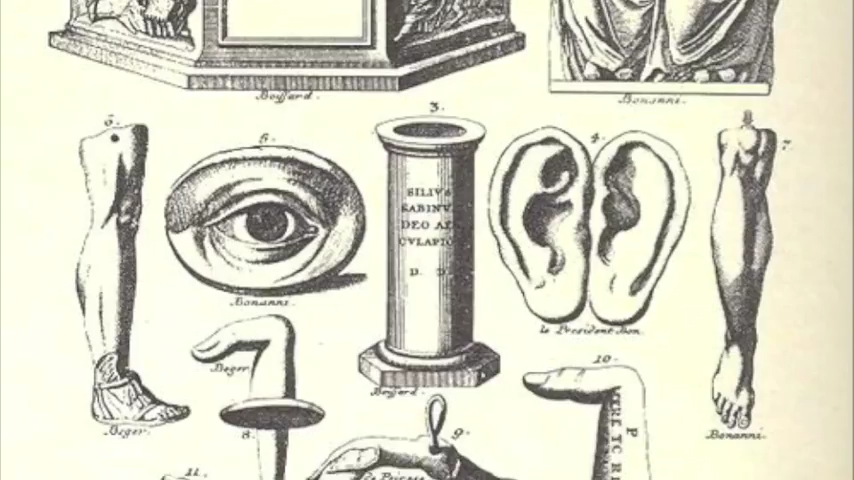 Boissard.
Bonanni.
3.
6.
5.
4.
7.
SILIVS
SABINV
DEO AE
CVLAPIO
D. D
Bonanni.
le President Bon.
Beger
Boissard.
10.
Beger.
8.
9.
Bonanni.
P
11.